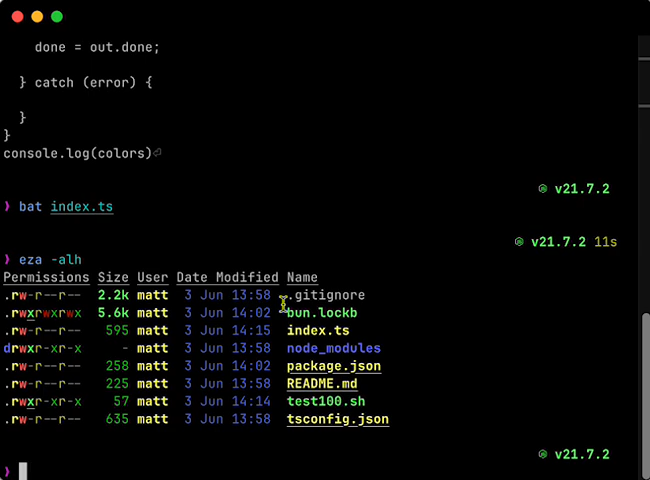 done = out.done;
} catch (error) {
}
}
console.log(colors)⏎
v21.7.2
❯ bat index.ts
v21.7.2 11s
❯ eza -alh
Permissions Size User Date Modified Name
.rw-r--r-- 2.2k matt 3 Jun 13:58 .gitignore
.rwxrwxrwx 5.6k matt 3 Jun 14:02 bun.lockb
.rw-r--r-- 595 matt 3 Jun 14:15 index.ts
drwxr-xr-x - matt 3 Jun 13:58 node_modules
.rw-r--r-- 258 matt 3 Jun 14:02 package.json
.rw-r--r-- 225 matt 3 Jun 13:58 README.md
.rwxr-xr-x 57 matt 3 Jun 14:14 test100.sh
.rw-r--r-- 635 matt 3 Jun 13:58 tsconfig.json
v21.7.2
❯